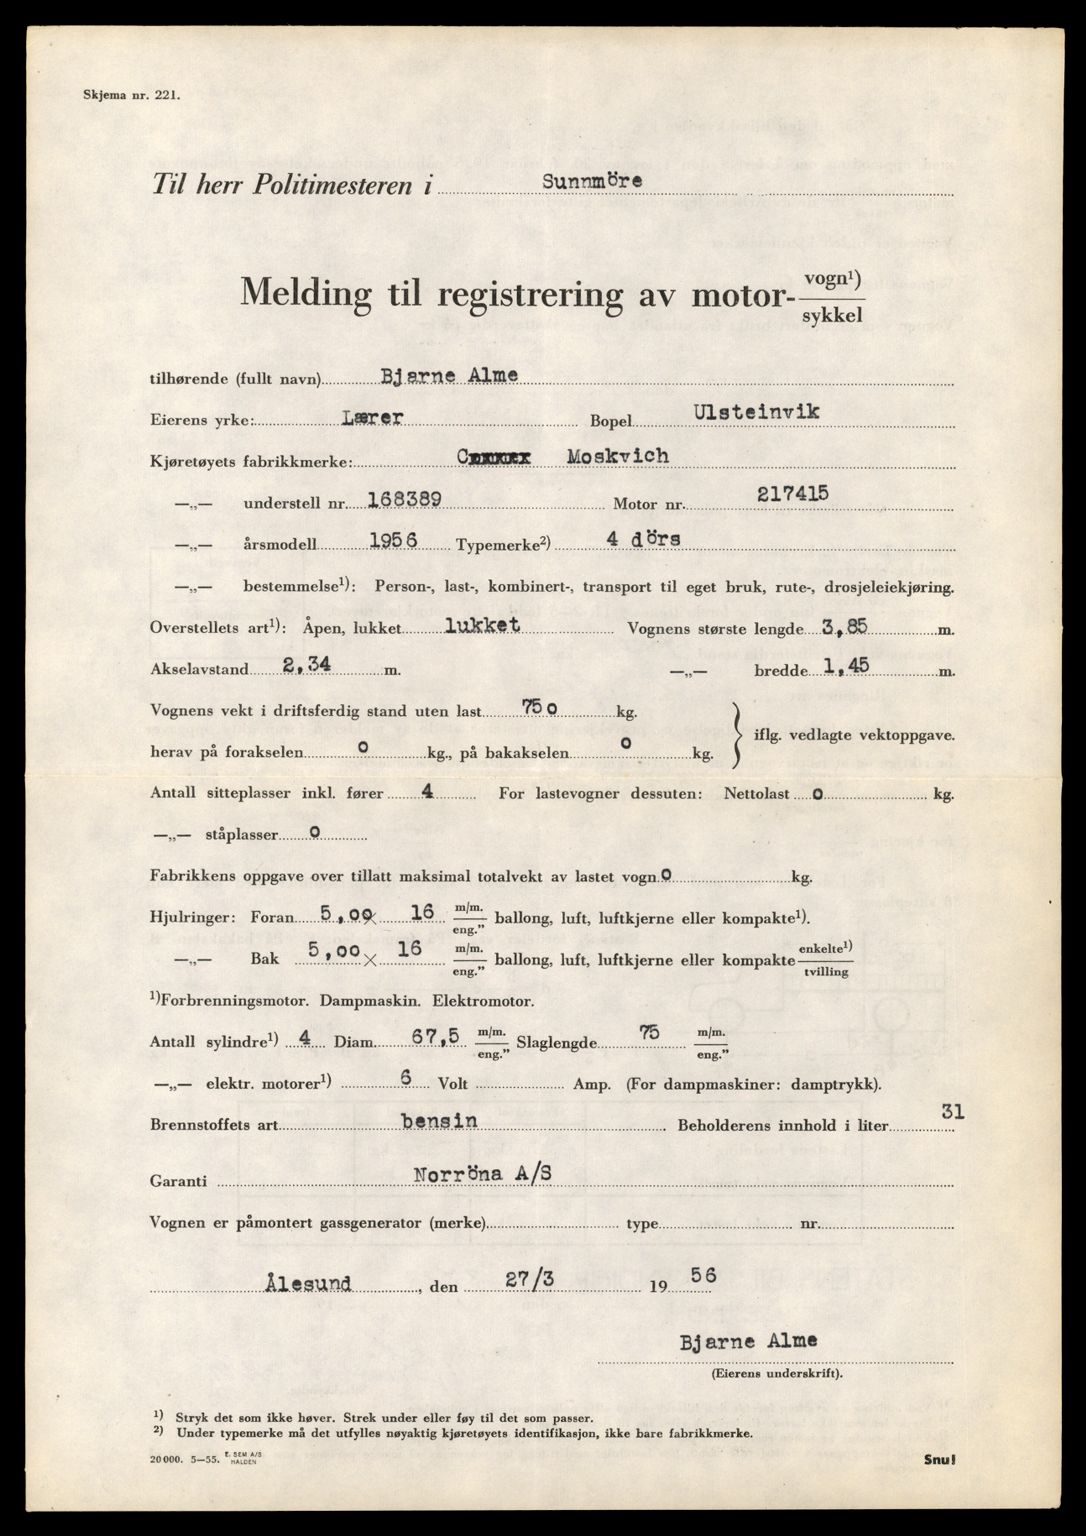 Skjema nr. 221.
Til herr Politimesteren i Sunnmöre
Melding til registrering av motor- vogn¹)
sykkel
tilhørende (fullt navn) Bjarne Alme
Eierens yrke: Lærer Bopel Ulsteinvik
Kjøretøyets fabrikkmerke: Moskvich
—„— understell nr. 168389 Motor nr. 217415
—„— årsmodell 1956 Typemerke²) 4 dörs
—„— bestemmelse¹): Person-, last-, kombinert-, transport til eget bruk, rute-, drosjeleiekjøring.
Overstellets art¹): Åpen, lukket lukket Vognens største lengde 3,85 m.
Akselavstand 2,34 m. —„— bredde 1,45 m.
Vognens vekt i driftsferdig stand uten last 750 kg.
herav på forakselen 0 kg., på bakakselen 0 kg. } iflg. vedlagte vektoppgave.
Antall sitteplasser inkl. fører 4 For lastevogner dessuten: Nettolast 0 kg.
—„— ståplasser 0
Fabrikkens oppgave over tillatt maksimal totalvekt av lastet vogn 0 kg.
Hjulringer: Foran 5,00 x 16 m/m. eng.” ballong, luft, luftkjerne eller kompakte¹).
—„— Bak 5,00 x 16 m/m. eng.” ballong, luft, luftkjerne eller kompakte enkelte¹) tvilling
¹)Forbrenningsmotor. Dampmaskin. Elektromotor.
Antall sylindre¹) 4 Diam. 67,5 m/m. eng.” Slaglengde 75 m/m. eng.”
—„— elektr. motorer¹) 6 Volt Amp. (For dampmaskiner: damptrykk).
Brennstoffets art bensin Beholderens innhold i liter 31
Garanti Norröna A/S
Vognen er påmontert gassgenerator (merke) type nr.
Ålesund, den 27/3 19 56
Bjarne Alme
(Eierens underskrift).
¹) Stryk det som ikke høver. Strek under eller føy til det som passer.
²) Under typemerke må det utfylles nøyaktig kjøretøyets identifikasjon, ikke bare fabrikkmerke.
20 000. 5—55. E. SEM A/S HALDEN
Snu!